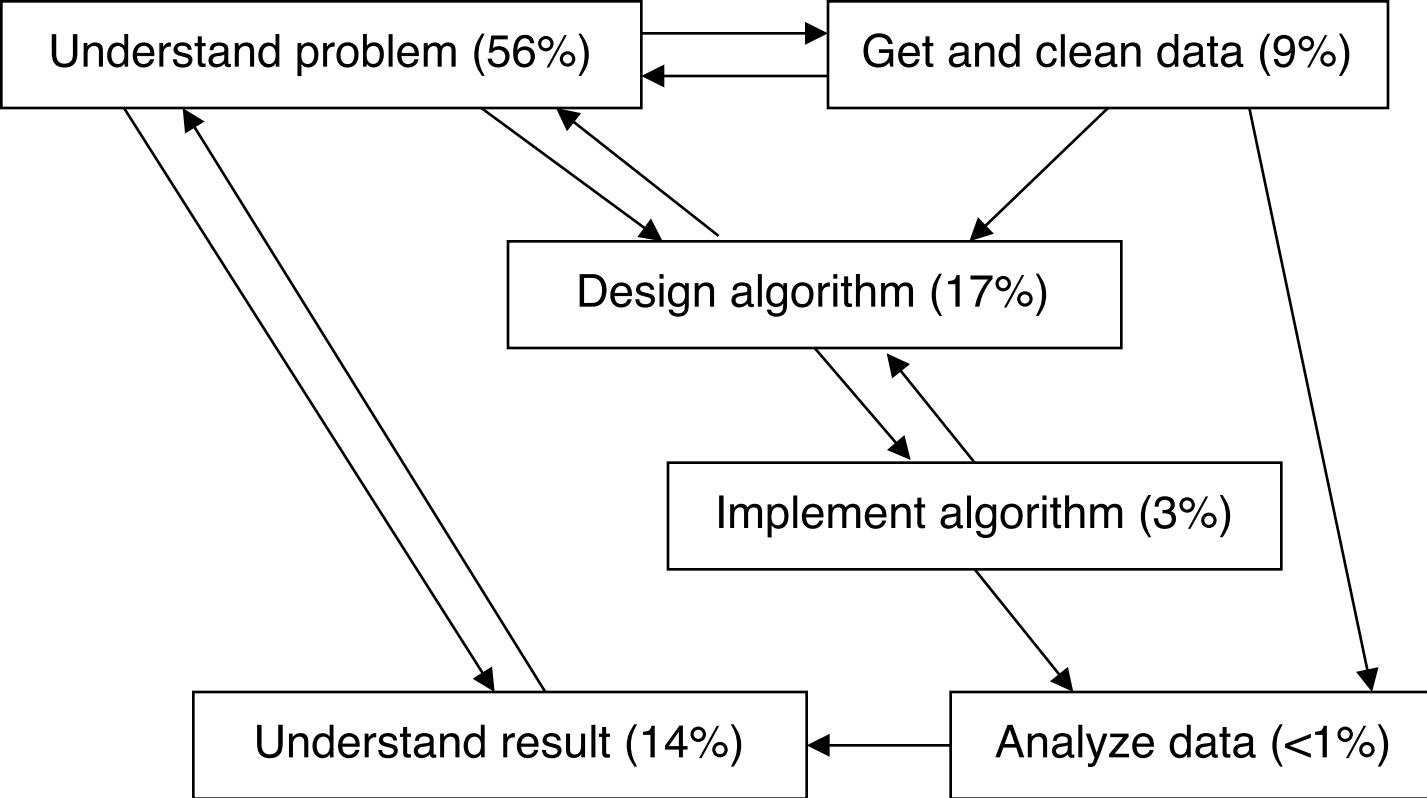 Understand problem (56%)
Get and clean data (9%)
Design algorithm (17%)
Implement algorithm (3%)
Understand result (14%)
Analyze data (<1%)